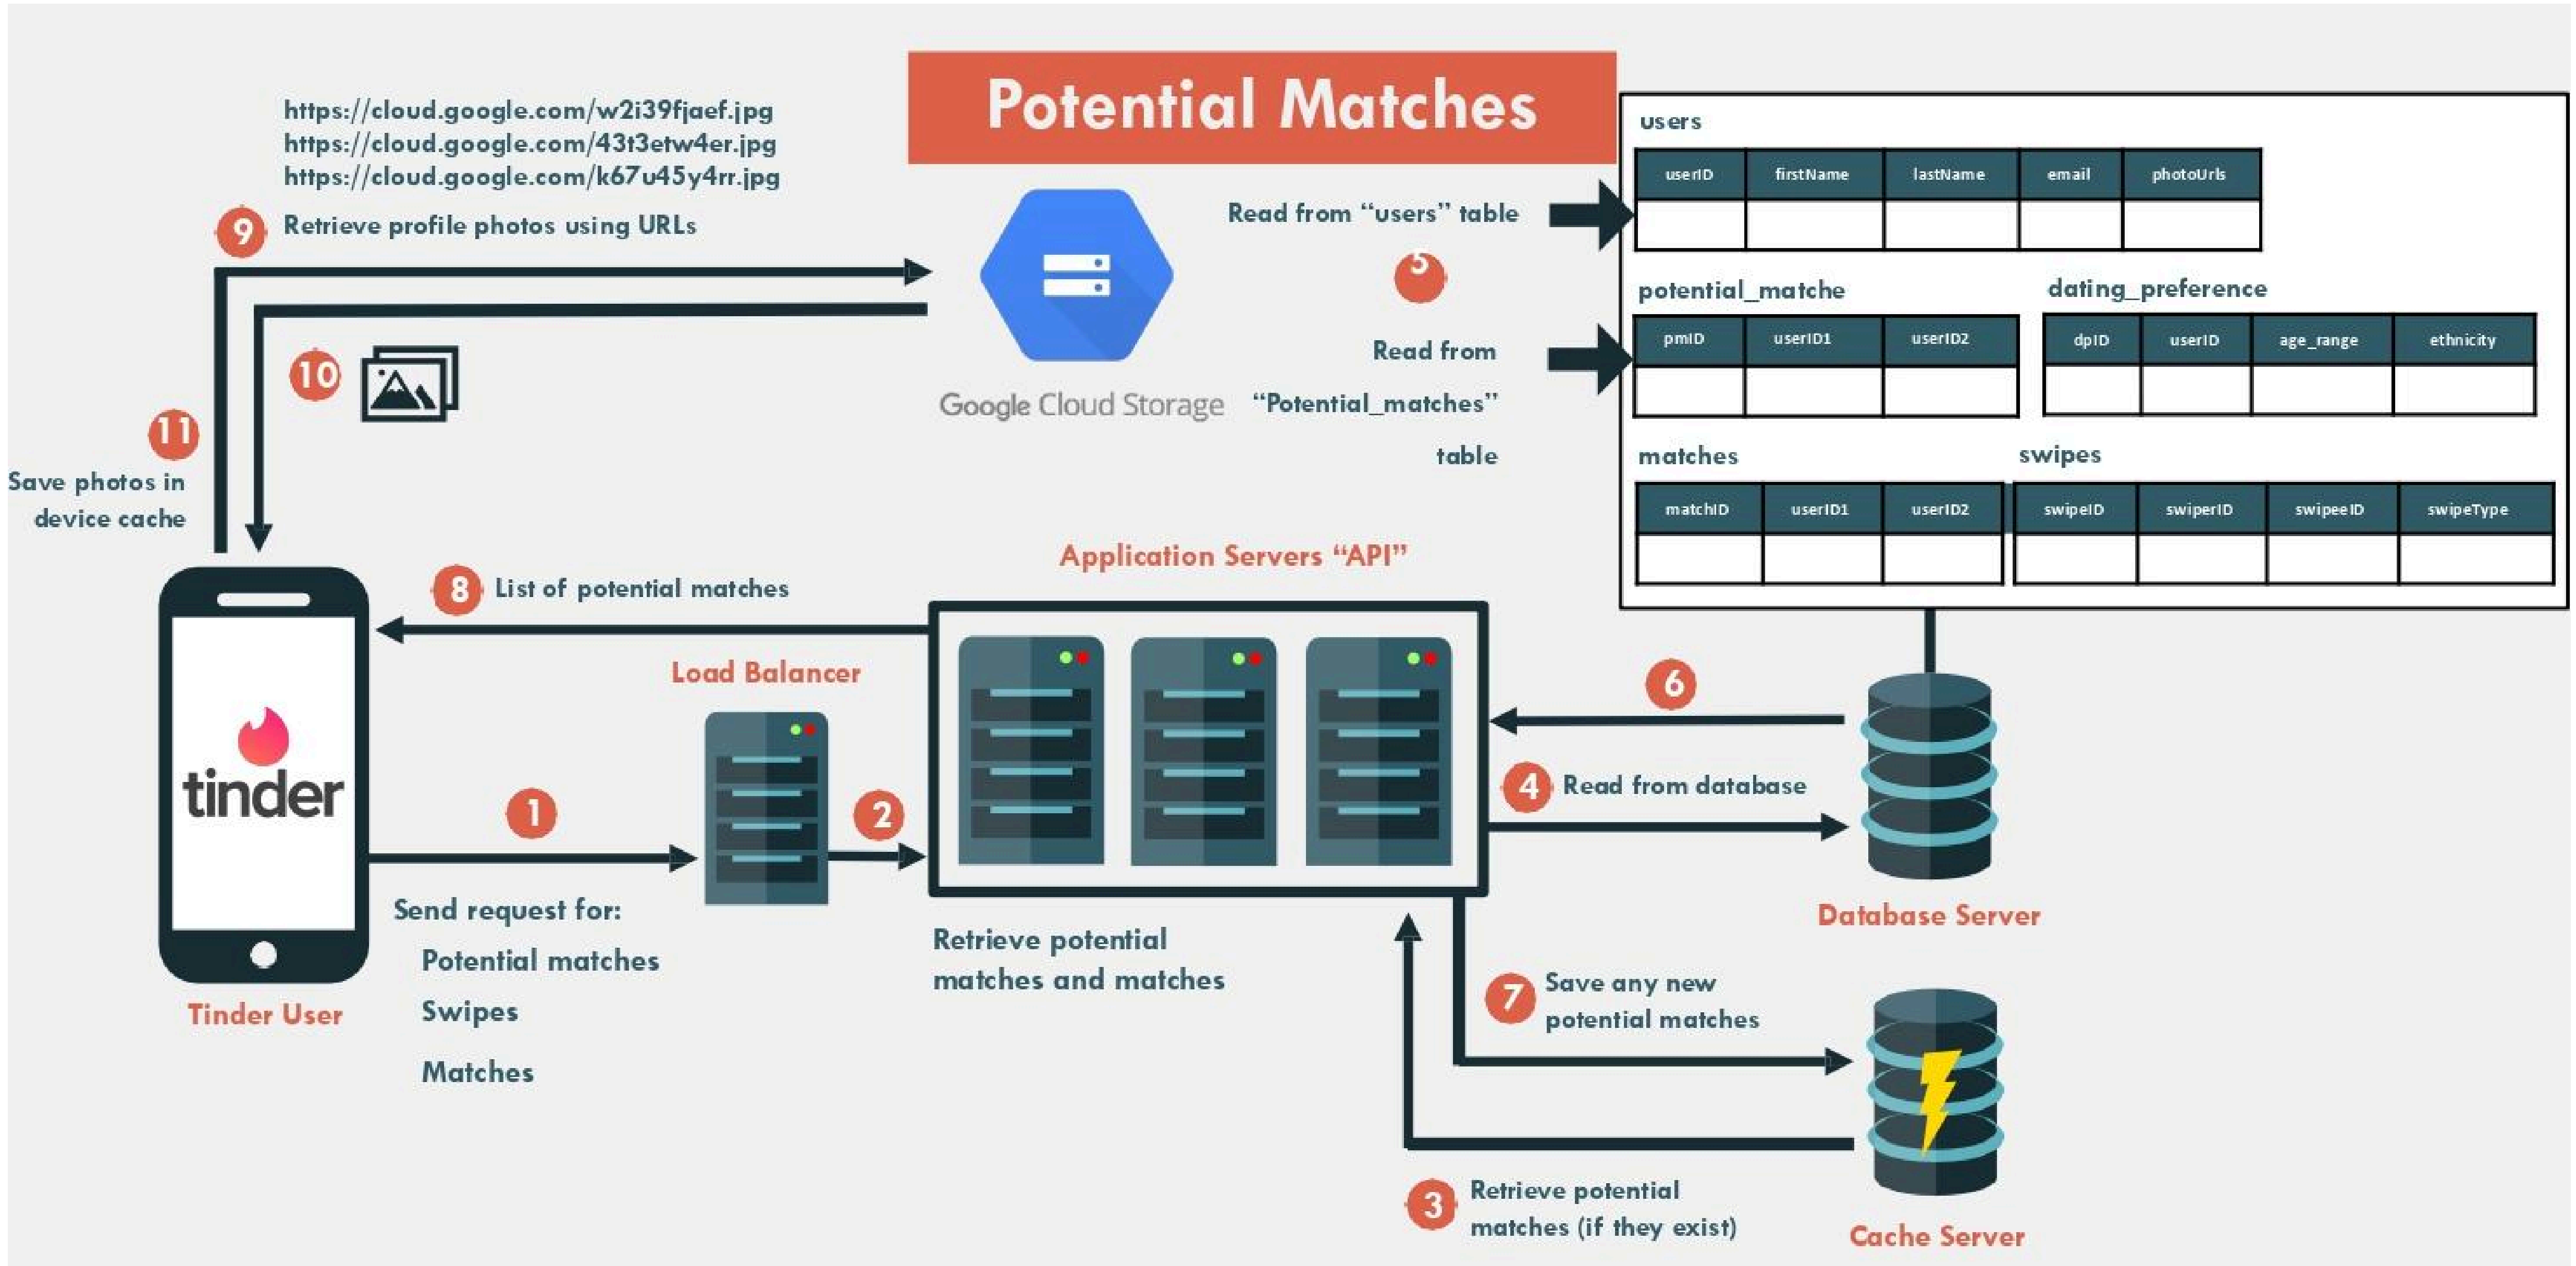 Potential Matches
https://cloud.google.com/w2i39fjaef.jpg
https://cloud.google.com/43t3etw4er.jpg
https://cloud.google.com/k67u45y4rr.jpg
9 Retrieve profile photos using URLs
10
11
Save photos in
device cache
Google Cloud Storage
Read from “users” table
5
Read from
“Potential_matches”
table
users
userID firstName lastName email photoUrls
potential_matche
pmID userID1 userID2
dating_preference
dpID userID age_range ethnicity
matches
matchID userID1 userID2
swipes
swipeID swiperID swipeeID swipeType
Application Servers “API”
8 List of potential matches
Load Balancer
tinder
Tinder User
1
Send request for:
Potential matches
Swipes
Matches
2
Retrieve potential
matches and matches
6
4 Read from database
Database Server
7 Save any new
potential matches
3 Retrieve potential
matches (if they exist)
Cache Server